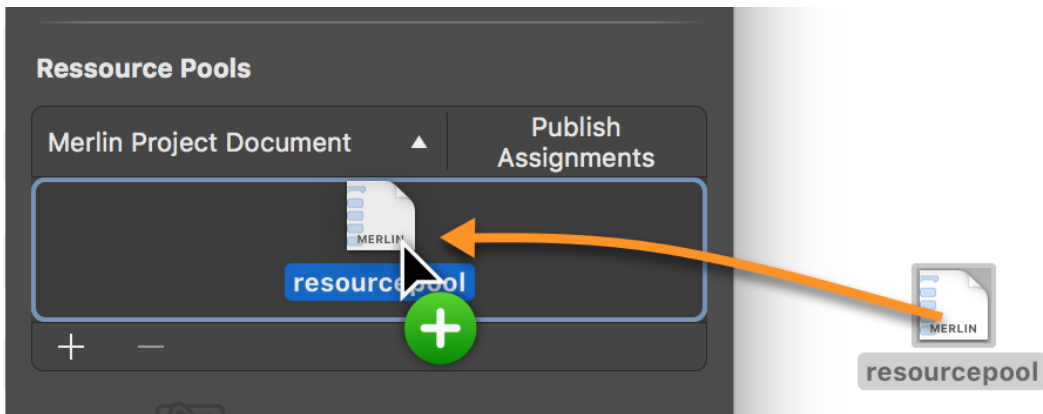 Ressource Pools
Merlin Project Document ▲
Publish
Assignments
MERLIN
resourcepool
MERLIN
resourcepool